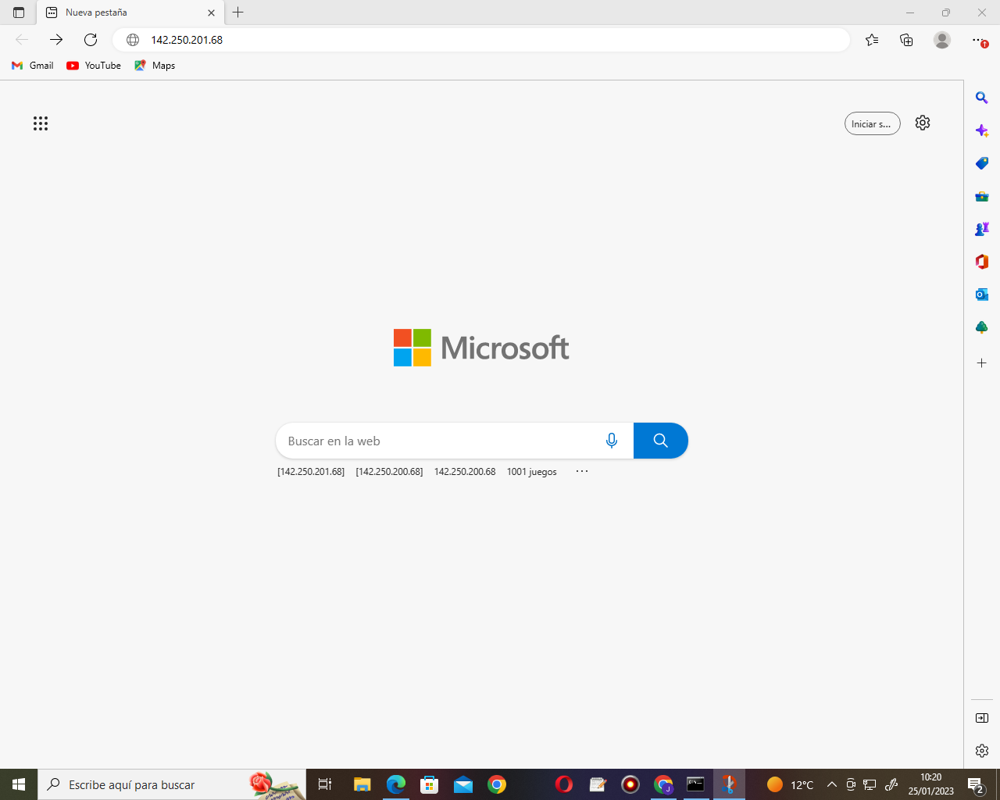 Nueva pestaña
142.250.201.68
Gmail YouTube Maps
Iniciar s...
Microsoft
Buscar en la web
[142.250.201.68] [142.250.200.68] 142.250.200.68 1001 juegos ...
Escribe aquí para buscar
12°C
10:20
25/01/2023
2